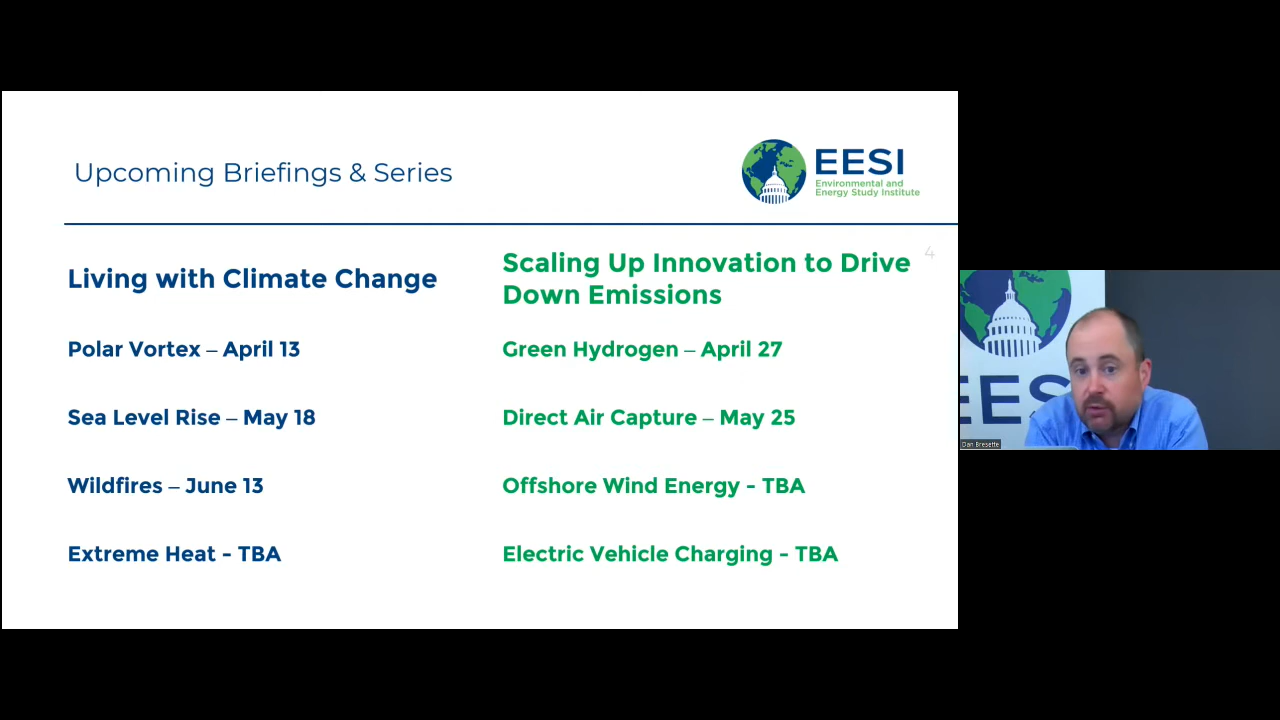 Upcoming Briefings & Series
EESI
Environmental and
Energy Study Institute
4
Living with Climate Change
Polar Vortex – April 13
Sea Level Rise – May 18
Wildfires – June 13
Extreme Heat - TBA
Scaling Up Innovation to Drive
Down Emissions
Green Hydrogen – April 27
Direct Air Capture – May 25
Offshore Wind Energy - TBA
Electric Vehicle Charging - TBA
EES
Dan Bresette